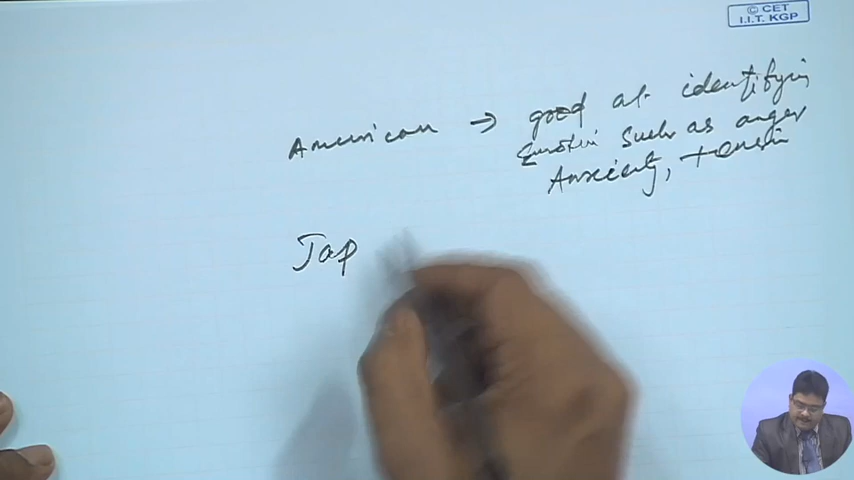 © CET
I.I.T. KGP
American → good at identifying
Emotion such as anger
Anxiety, tension
Jap